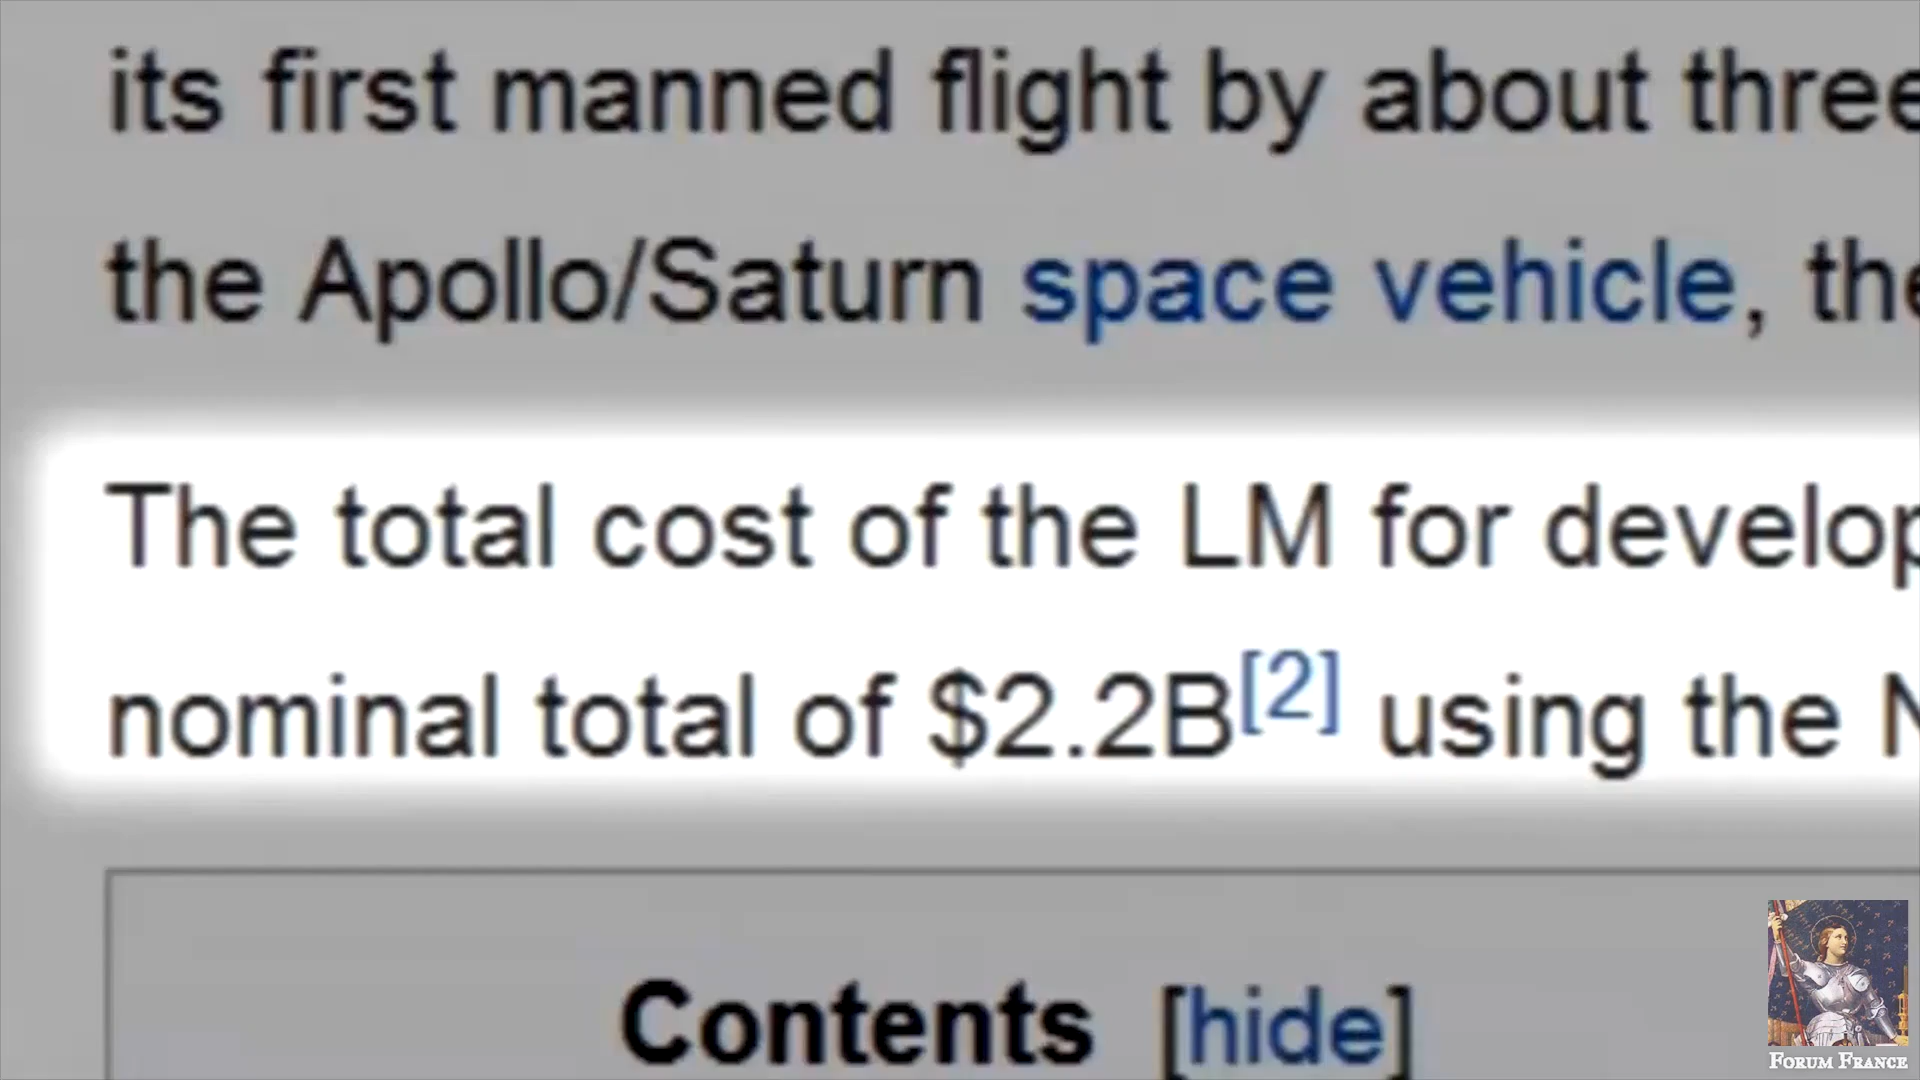 its first manned flight by about three
the Apollo/Saturn space vehicle, the
The total cost of the LM for develop
nominal total of $2.2B[2] using the N
Contents [hide]
FORUM FRANCE